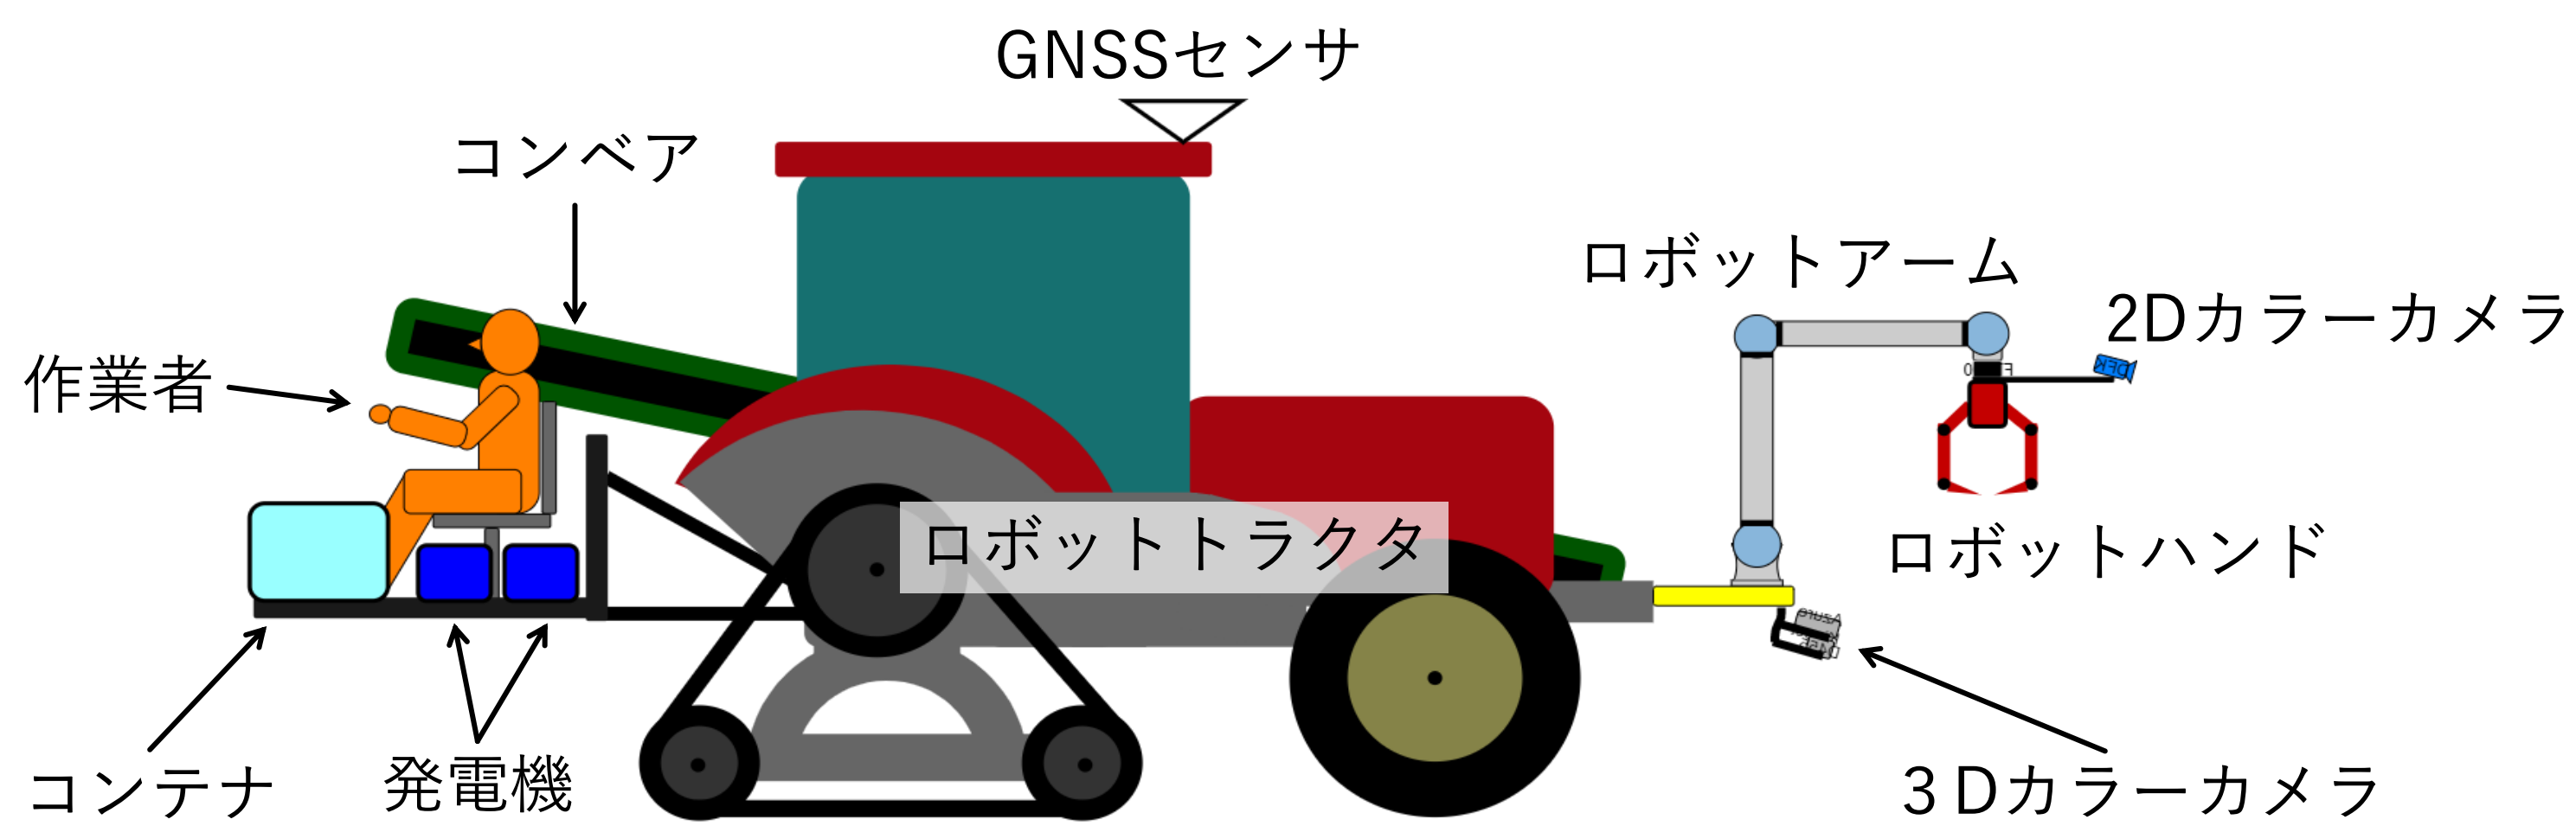 GNSSセンサ
コンベア
ロボットアーム
2Dカラーカメラ
作業者
ロボットトラクタ
ロボットハンド
コンテナ
発電機
3Dカラーカメラ